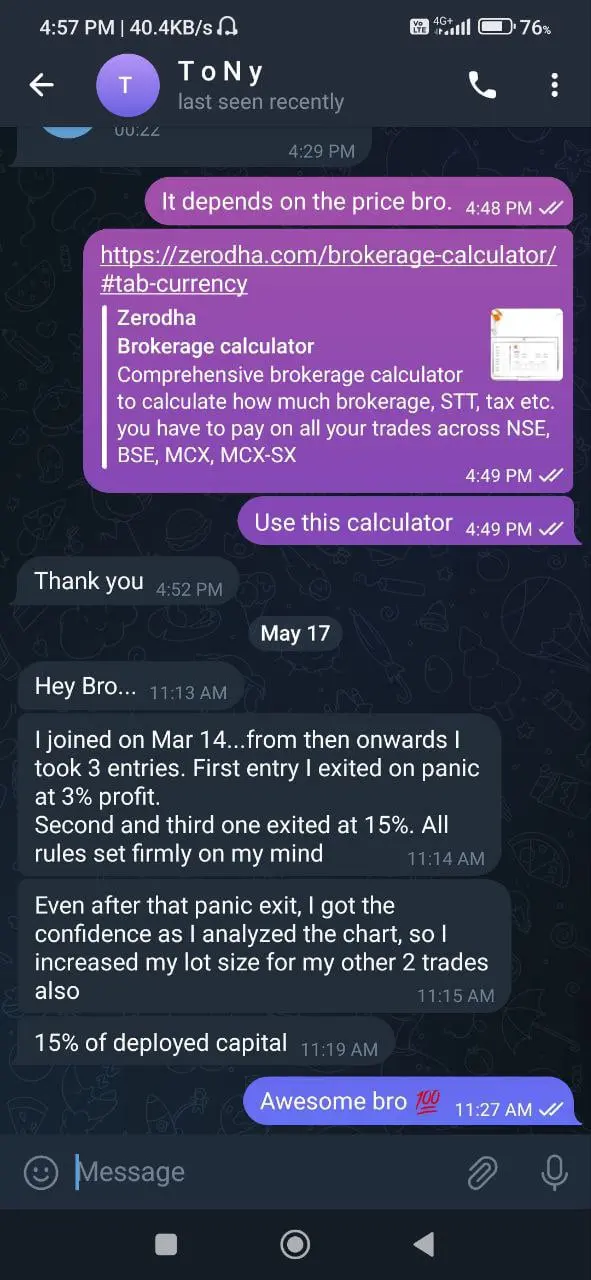 4:57 PM | 40.4KB/s
Vo LTE 4G+ 76%
T
T o N y
last seen recently
00:22
4:29 PM
It depends on the price bro. 4:48 PM
https://zerodha.com/brokerage-calculator/
#tab-currency
Zerodha
Brokerage calculator
Comprehensive brokerage calculator
to calculate how much brokerage, STT, tax etc.
you have to pay on all your trades across NSE,
BSE, MCX, MCX-SX
4:49 PM
Use this calculator 4:49 PM
Thank you 4:52 PM
May 17
Hey Bro... 11:13 AM
I joined on Mar 14...from then onwards I
took 3 entries. First entry I exited on panic
at 3% profit.
Second and third one exited at 15%. All
rules set firmly on my mind 11:14 AM
Even after that panic exit, I got the
confidence as I analyzed the chart, so I
increased my lot size for my other 2 trades
also 11:15 AM
15% of deployed capital 11:19 AM
Awesome bro 💯 11:27 AM
Message